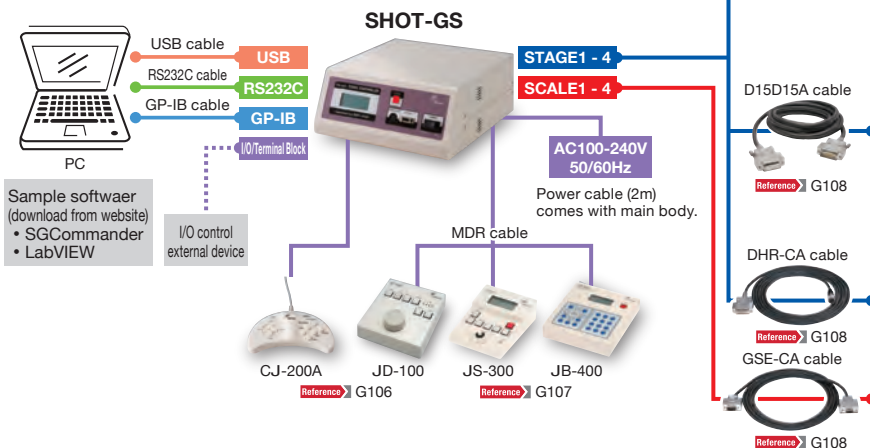 SHOT-GS
USB cable
USB
RS232C cable
RS232C
GP-IB cable
GP-IB
I/O/Terminal Block
PC
Sample softwaer
(download from website)
• SGCommander
• LabVIEW
I/O control
external device
STAGE1 - 4
SCALE1 - 4
AC100-240V
50/60Hz
Power cable (2m)
comes with main body.
MDR cable
CJ-200A
JD-100
JS-300
JB-400
Reference G106
Reference G107
D15D15A cable
Reference G108
DHR-CA cable
Reference G108
GSE-CA cable
Reference G108